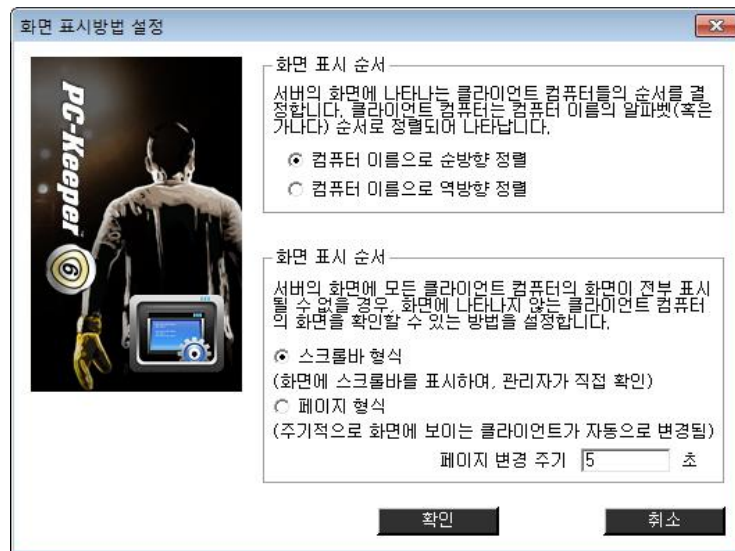 화면 표시방법 설정
PC-Keeper 6
화면 표시 순서
서버의 화면에 나타나는 클라이언트 컴퓨터들의 순서를 결
정합니다. 클라이언트 컴퓨터는 컴퓨터 이름의 알파벳(혹은
가나다) 순서로 정렬되어 나타납니다.
컴퓨터 이름으로 순방향 정렬
컴퓨터 이름으로 역방향 정렬
화면 표시 순서
서버의 화면에 모든 클라이언트 컴퓨터의 화면이 전부 표시
될 수 없을 경우, 화면에 나타나지 않는 클라이언트 컴퓨터
의 화면을 확인할 수 있는 방법을 설정합니다.
스크롤바 형식
(화면에 스크롤바를 표시하며, 관리자가 직접 확인)
페이지 형식
(주기적으로 화면에 보이는 클라이언트가 자동으로 변경됨)
페이지 변경 주기 5 초
확인 취소